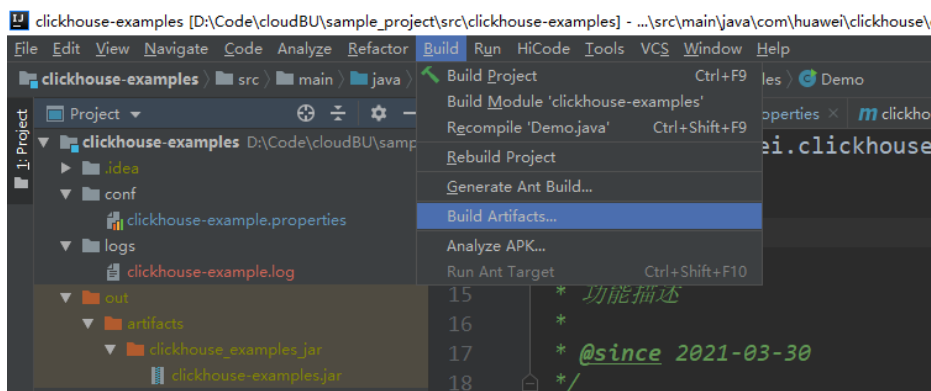 clickhouse-examples [D:\Code\cloudBU\sample_project\src\clickhouse-examples] - ...\src\main\java\com\huawei\clickhouse\
File Edit View Navigate Code Analyze Refactor Build Run HiCode Tools VCS Window Help
clickhouse-examples src main java les Demo
Build Project Ctrl+F9
Build Module 'clickhouse-examples'
Recompile 'Demo.java' Ctrl+Shift+F9
Rebuild Project
Generate Ant Build...
Build Artifacts...
Analyze APK...
Run Ant Target Ctrl+Shift+F10
1: Project
Project
clickhouse-examples D:\Code\cloudBU\samp
.idea
conf
clickhouse-example.properties
logs
clickhouse-example.log
out
artifacts
clickhouse_examples_jar
clickhouse-examples.jar
operties × m clickho
ei.clickhouse
15 * 功能描述
16 *
17 * @since 2021-03-30
18 */